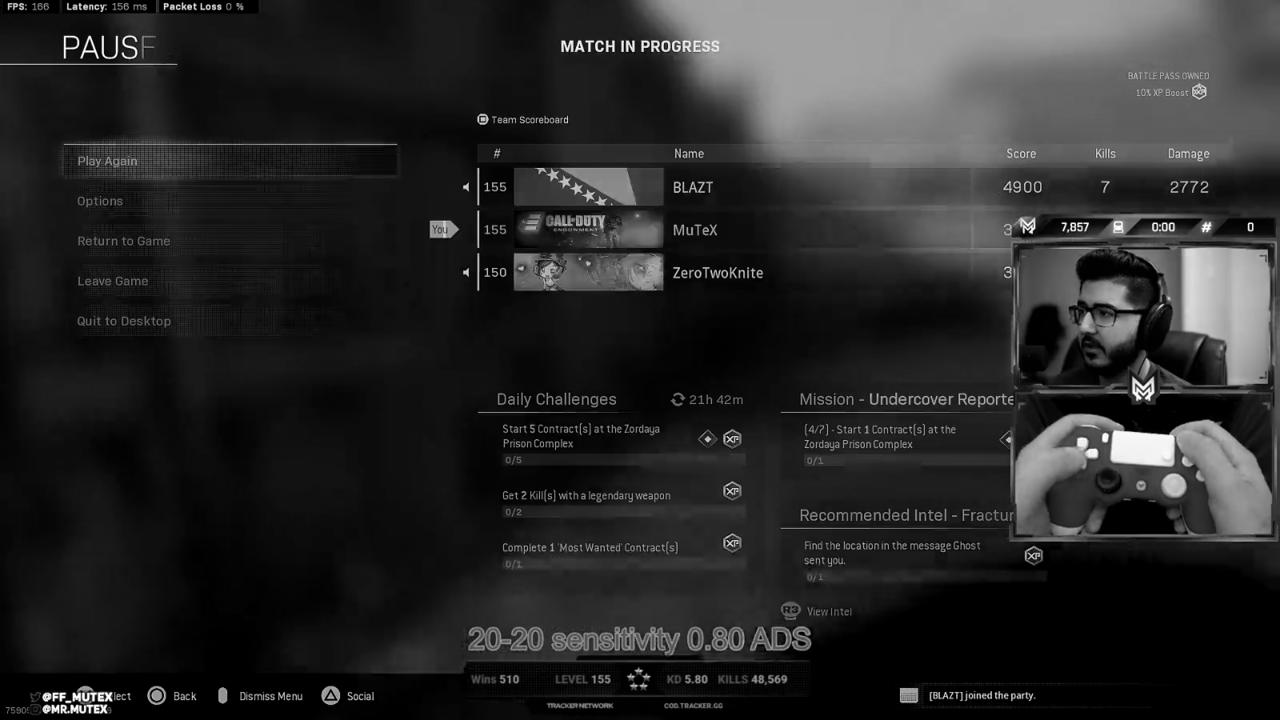 FPS: 166 Latency: 156 ms Packet Loss 0 %
PAUSE
MATCH IN PROGRESS
BATTLE PASS OWNED
10% XP Boost
Team Scoreboard
# Name Score Kills Damage
155 BLAZT 4900 7 2772
You 155 CALL OF DUTY ENDOWMENT MuTeX 3
150 ZeroTwoKnite 3
Play Again
Options
Return to Game
Leave Game
Quit to Desktop
7,857 0:00 # 0
Daily Challenges 21h 42m
Start 5 Contract(s) at the Zordaya
Prison Complex
0/5
Get 2 Kill(s) with a legendary weapon
0/2
Complete 1 'Most Wanted' Contract(s)
0/1
Mission - Undercover Reporte
(4/7) - Start 1 Contract(s) at the
Zordaya Prison Complex
0/1
Recommended Intel - Fractur
Find the location in the message Ghost
sent you.
0/1
R3 View Intel
20-20 sensitivity 0.80 ADS
Wins 510 LEVEL 155 KD 5.80 KILLS 48,569
TRACKER NETWORK COD.TRACKER.GG
@FF_MUTEX
@MR.MUTEX
Back Dismiss Menu Social
[BLAZT] joined the party.